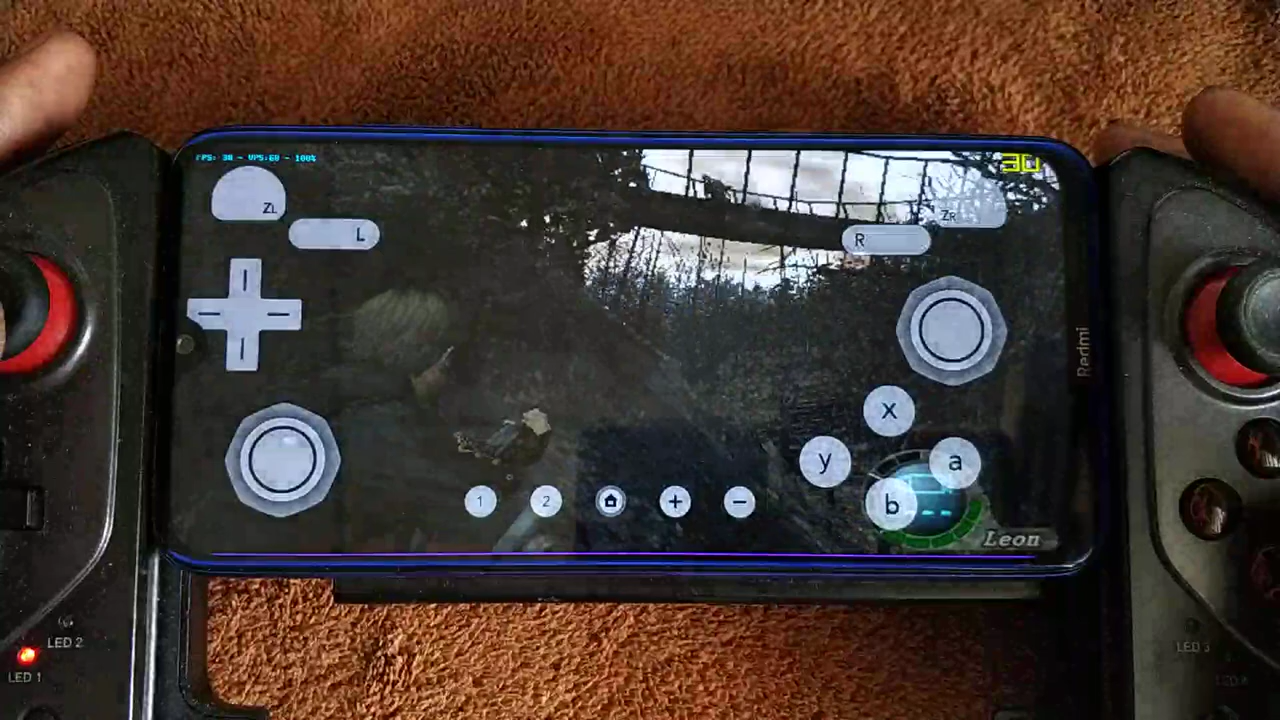 FPS: 30 - VPS:60 - 100%
30
ZL
L
ZR
R
x
y
a
b
1
2
+
−
Leon
Redmi
LED 2
LED 1
LED 3